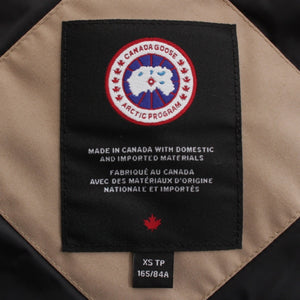 CANADA GOOSE
ARCTIC PROGRAM
MADE IN CANADA WITH DOMESTIC
AND IMPORTED MATERIALS
FABRIQUÉ AU CANADA
AVEC DES MATÉRIAUX D'ORIGINE
NATIONALE ET IMPORTÉS
XS TP
165/84A